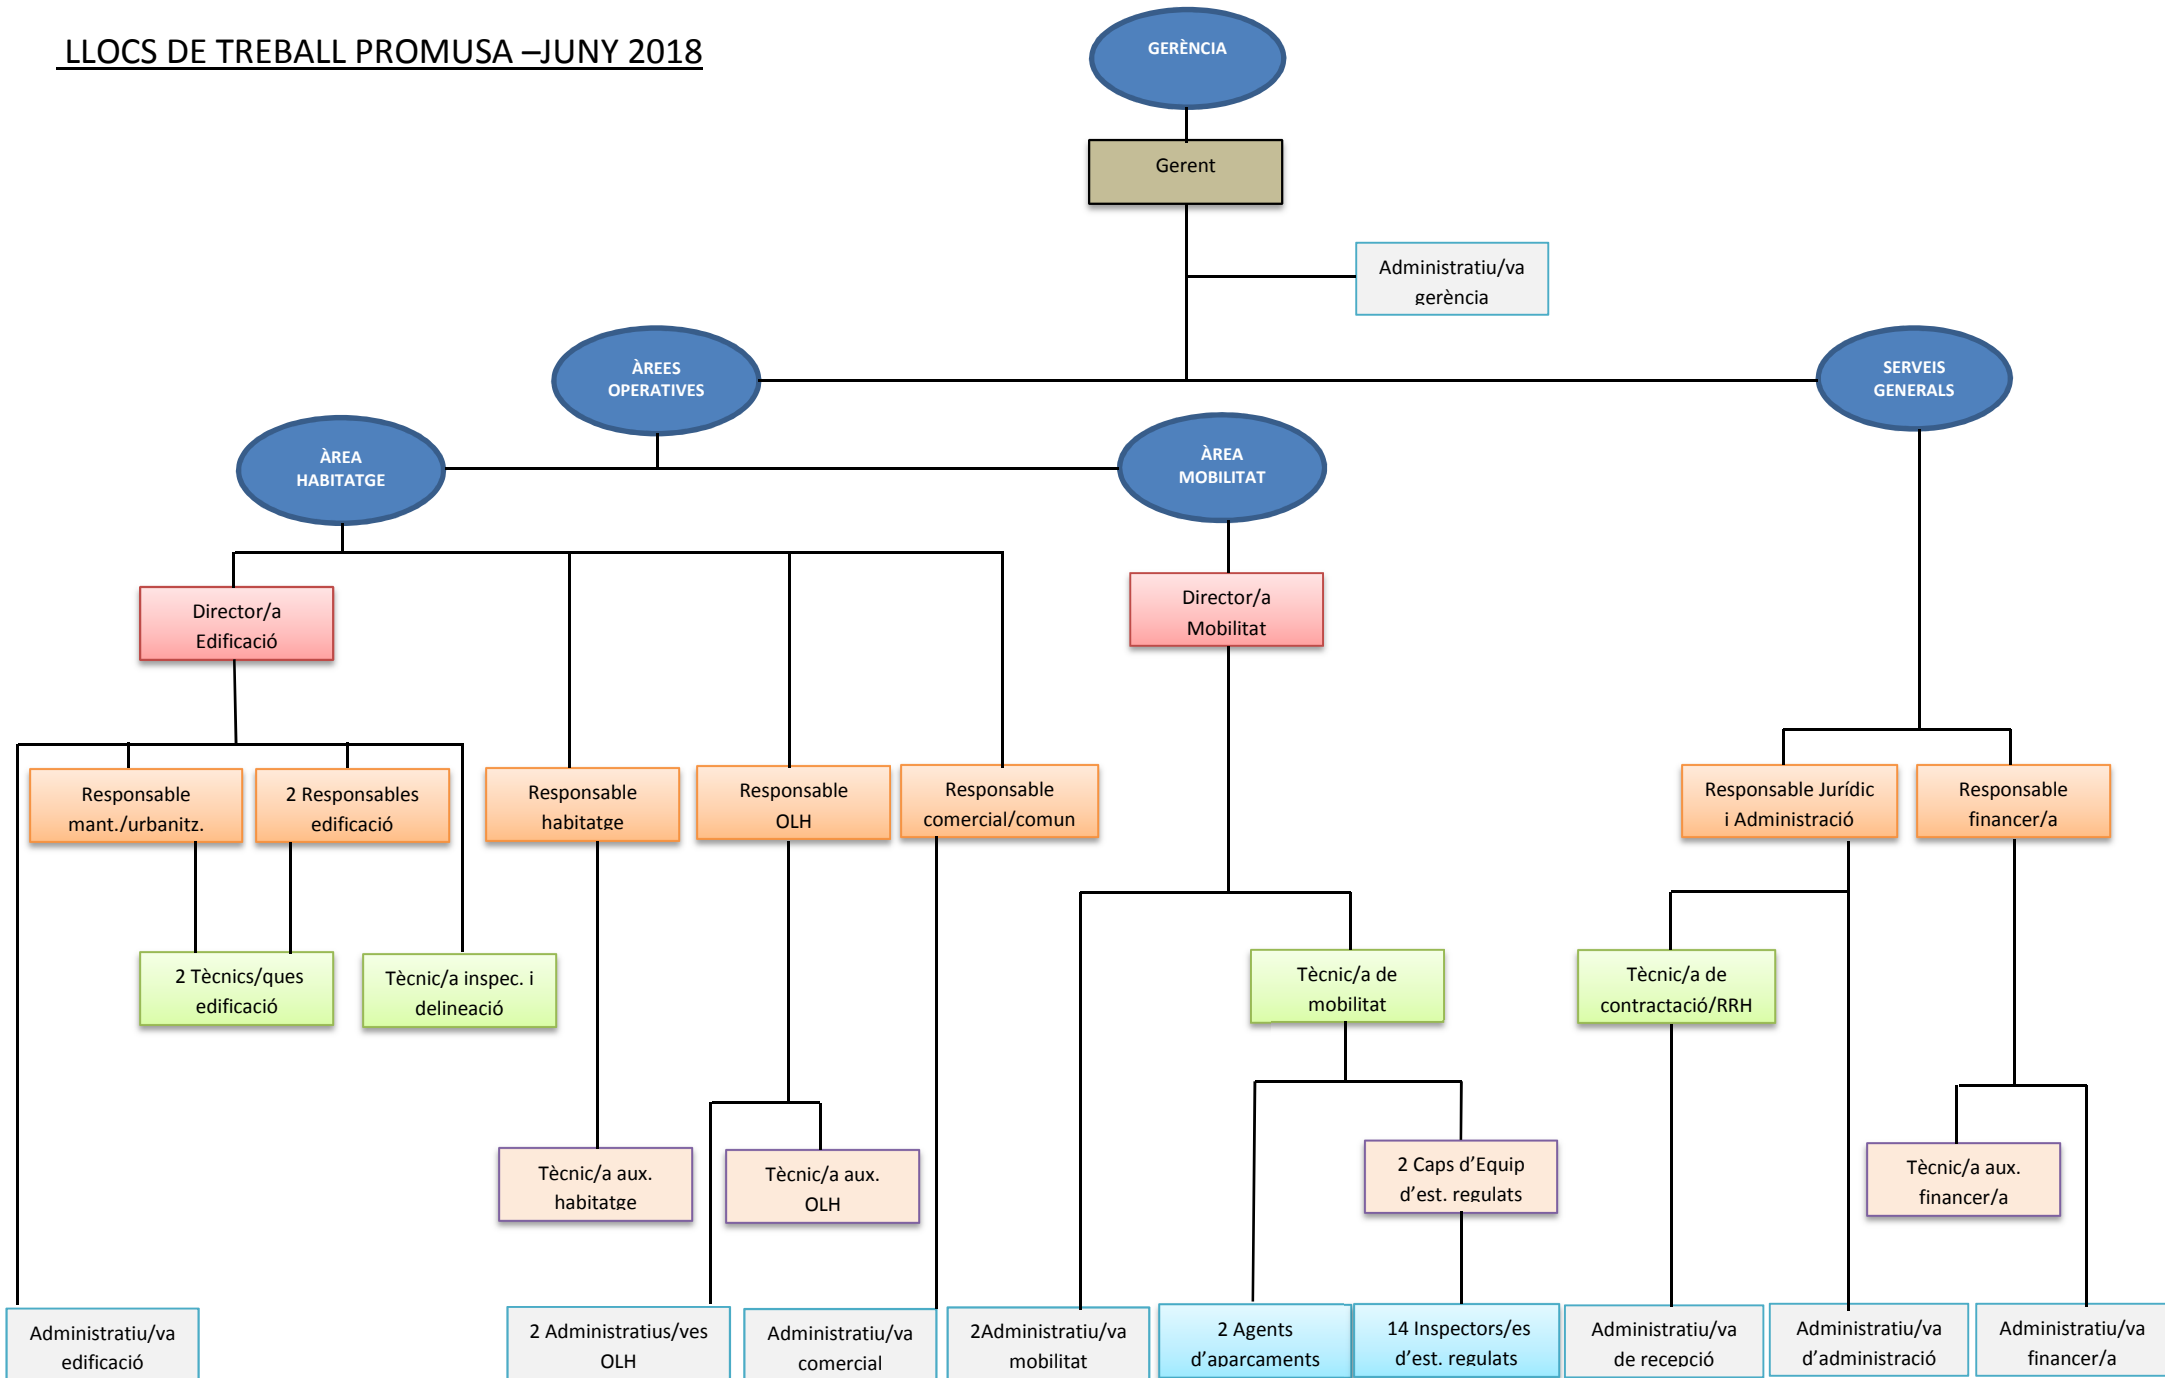 LLOCS DE TREBALL PROMUSA –JUNY 2018
GERÈNCIA
Gerent
Administratiu/va
gerència
ÀREES
OPERATIVES
SERVEIS
GENERALS
ÀREA
HABITATGE
ÀREA
MOBILITAT
Director/a
Edificació
Director/a
Mobilitat
Responsable
mant./urbanitz.
2 Responsables
edificació
Responsable
habitatge
Responsable
OLH
Responsable
comercial/comun
Responsable Jurídic
i Administració
Responsable
financer/a
2 Tècnics/ques
edificació
Tècnic/a inspec. i
delineació
Tècnic/a de
mobilitat
Tècnic/a de
contractació/RRH
Tècnic/a aux.
habitatge
Tècnic/a aux.
OLH
2 Caps d’Equip
d’est. regulats
Tècnic/a aux.
financer/a
Administratiu/va
edificació
2 Administratius/ves
OLH
Administratiu/va
comercial
2Administratiu/va
mobilitat
2 Agents
d’aparcaments
14 Inspectors/es
d’est. regulats
Administratiu/va
de recepció
Administratiu/va
d’administració
Administratiu/va
financer/a